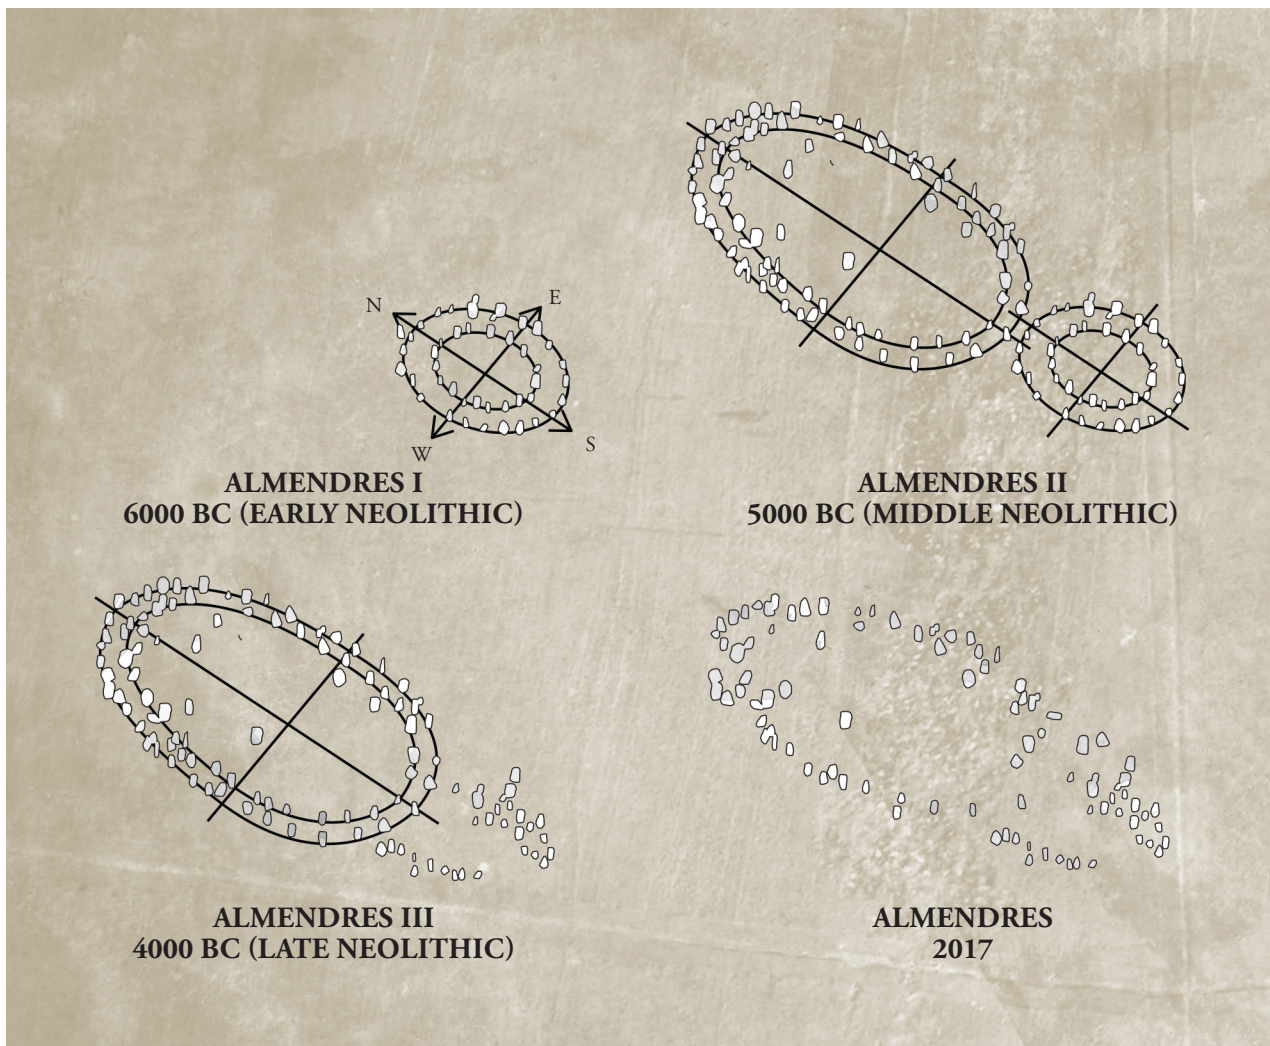 N
E
W
S
ALMENDRES I
6000 BC (EARLY NEOLITHIC)
ALMENDRES II
5000 BC (MIDDLE NEOLITHIC)
ALMENDRES III
4000 BC (LATE NEOLITHIC)
ALMENDRES
2017